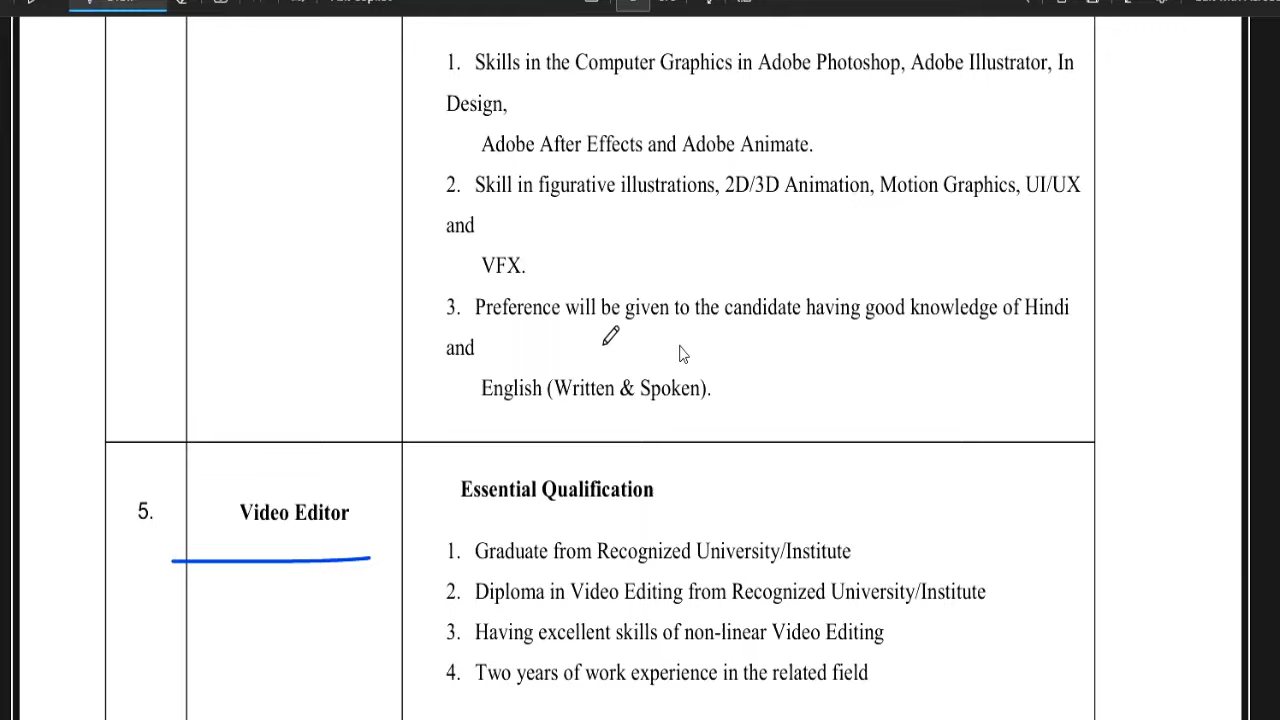 1. Skills in the Computer Graphics in Adobe Photoshop, Adobe Illustrator, In
Design,
Adobe After Effects and Adobe Animate.
2. Skill in figurative illustrations, 2D/3D Animation, Motion Graphics, UI/UX
and
VFX.
3. Preference will be given to the candidate having good knowledge of Hindi
and
English (Written & Spoken).
5.
Video Editor
Essential Qualification
1. Graduate from Recognized University/Institute
2. Diploma in Video Editing from Recognized University/Institute
3. Having excellent skills of non-linear Video Editing
4. Two years of work experience in the related field